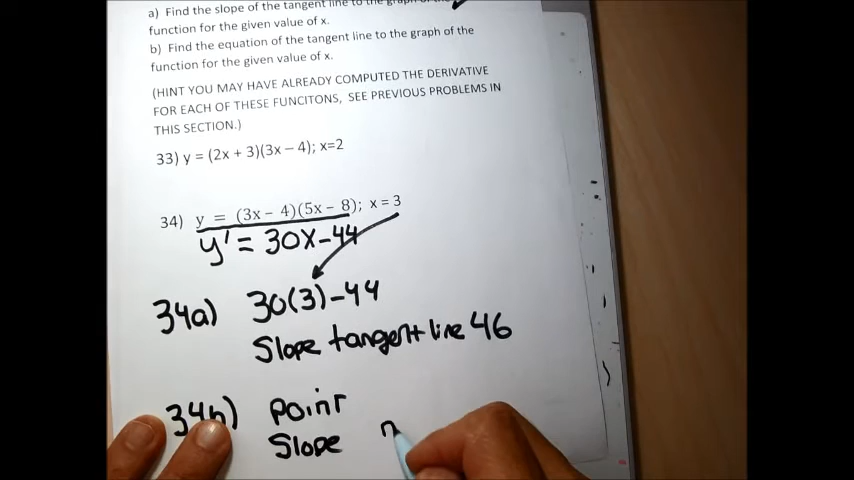 a) Find the slope of the tangent line to the graph of the
function for the given value of x.
b) Find the equation of the tangent line to the graph of the
function for the given value of x.
(HINT YOU MAY HAVE ALREADY COMPUTED THE DERIVATIVE
FOR EACH OF THESE FUNCITONS, SEE PREVIOUS PROBLEMS IN
THIS SECTION.)
33) y = (2x + 3)(3x – 4); x=2
34) y = (3x – 4)(5x – 8); x = 3
y' = 30x-44
34a) 30(3)-44
Slope tangent line 46
34b) point
Slope